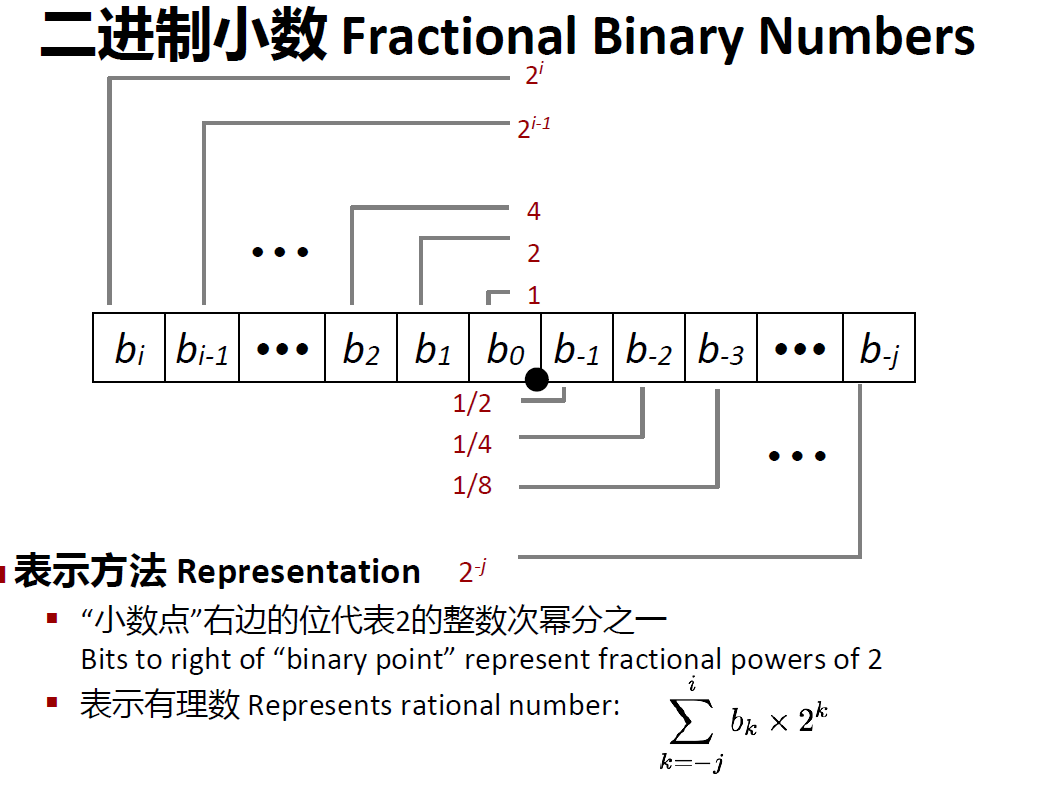 二进制小数 Fractional Binary Numbers
2^i
2^{i-1}
4
•••
2
1
b_i b_{i-1} ••• b_2 b_1 b_0 b_{-1} b_{-2} b_{-3} ••• b_{-j}
1/2
1/4
•••
1/8
表示方法 Representation 2^{-j}
“小数点”右边的位代表2的整数次幂分之一
Bits to right of “binary point” represent fractional powers of 2
表示有理数 Represents rational number: \sum_{k=-j}^{i} b_k \times 2^k